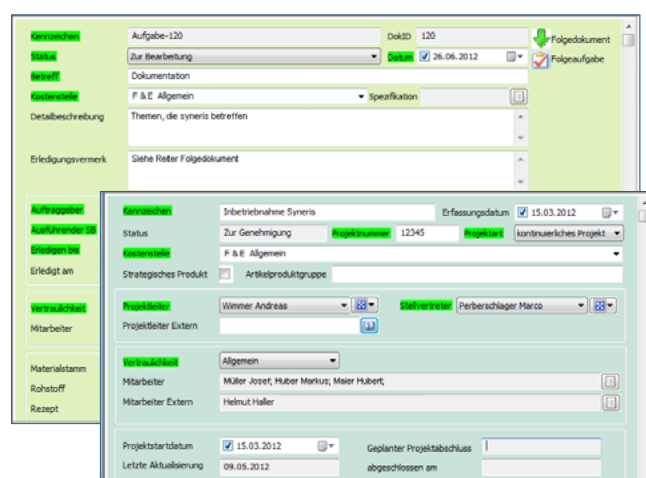 Kennzeichen Aufgabe-120 DokID 120 Folgedokument
Status Zur Bearbeitung Datum 26.06.2012 Folgeaufgabe
Betreff Dokumentation
Kostenstelle F & E Allgemein Spezifikation
Detailbeschreibung Themen, die syneris betreffen
Erledigungsvermerk Siehe Reiter Folgedokument
Auftraggeber
Ausführender SB
Erledigen bis
Erledigt am
Vertraulichkeit
Mitarbeiter
Materialstamm
Rohstoff
Rezept
Kennzeichen Inbetriebnahme Syneris Erfassungsdatum 15.03.2012
Status Zur Genehmigung Projektnummer 12345 Projektart kontinuierliches Projekt
Kostenstelle F & E Allgemein
Strategisches Produkt Artikelproduktgruppe
Projektleiter Wimmer Andreas Stellvertreter Perberschlager Marco
Projektleiter Extern
Vertraulichkeit Allgemein
Mitarbeiter Müller Josef; Huber Markus; Maier Hubert;
Mitarbeiter Extern Helmut Haller
Projektstartdatum 15.03.2012 Geplanter Projektabschluss
Letzte Aktualisierung 09.05.2012 abgeschlossen am